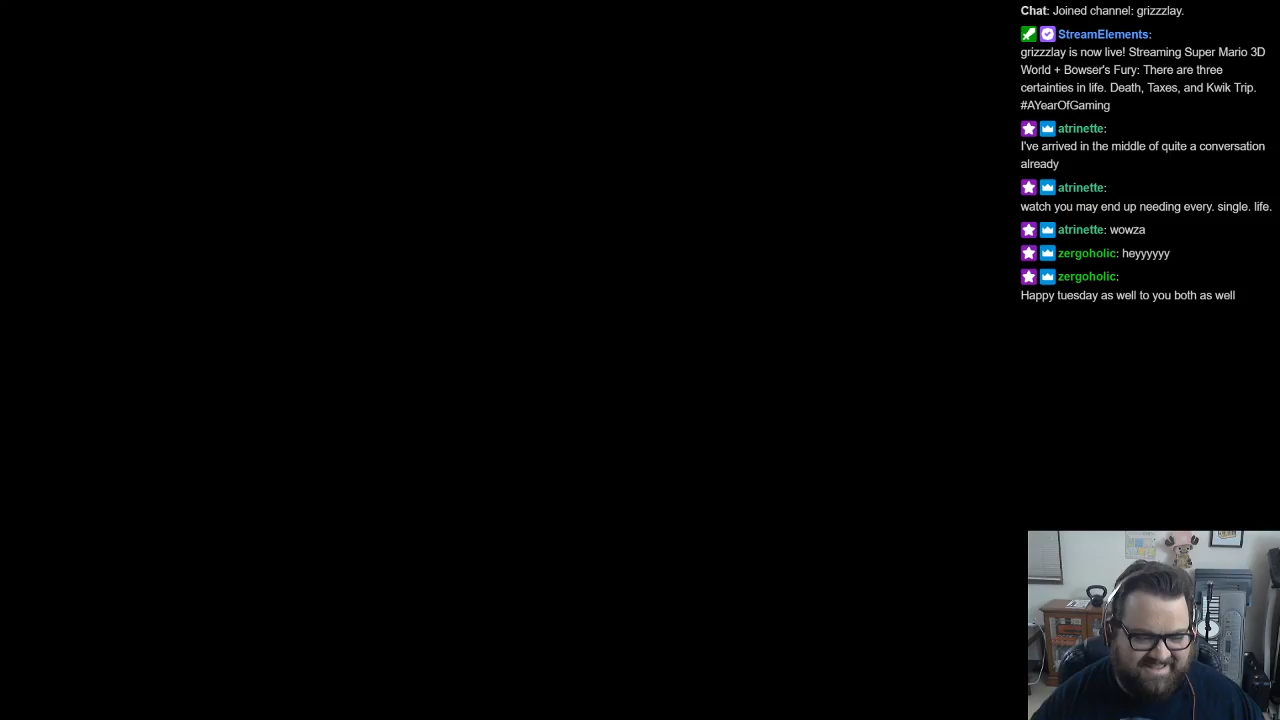 Chat: Joined channel: grizzzlay.
StreamElements:
grizzzlay is now live! Streaming Super Mario 3D
World + Bowser's Fury: There are three
certainties in life. Death, Taxes, and Kwik Trip.
#AYearOfGaming
atrinette:
I've arrived in the middle of quite a conversation
already
atrinette:
watch you may end up needing every. single. life.
atrinette: wowza
zergoholic: heyyyyyy
zergoholic:
Happy tuesday as well to you both as well